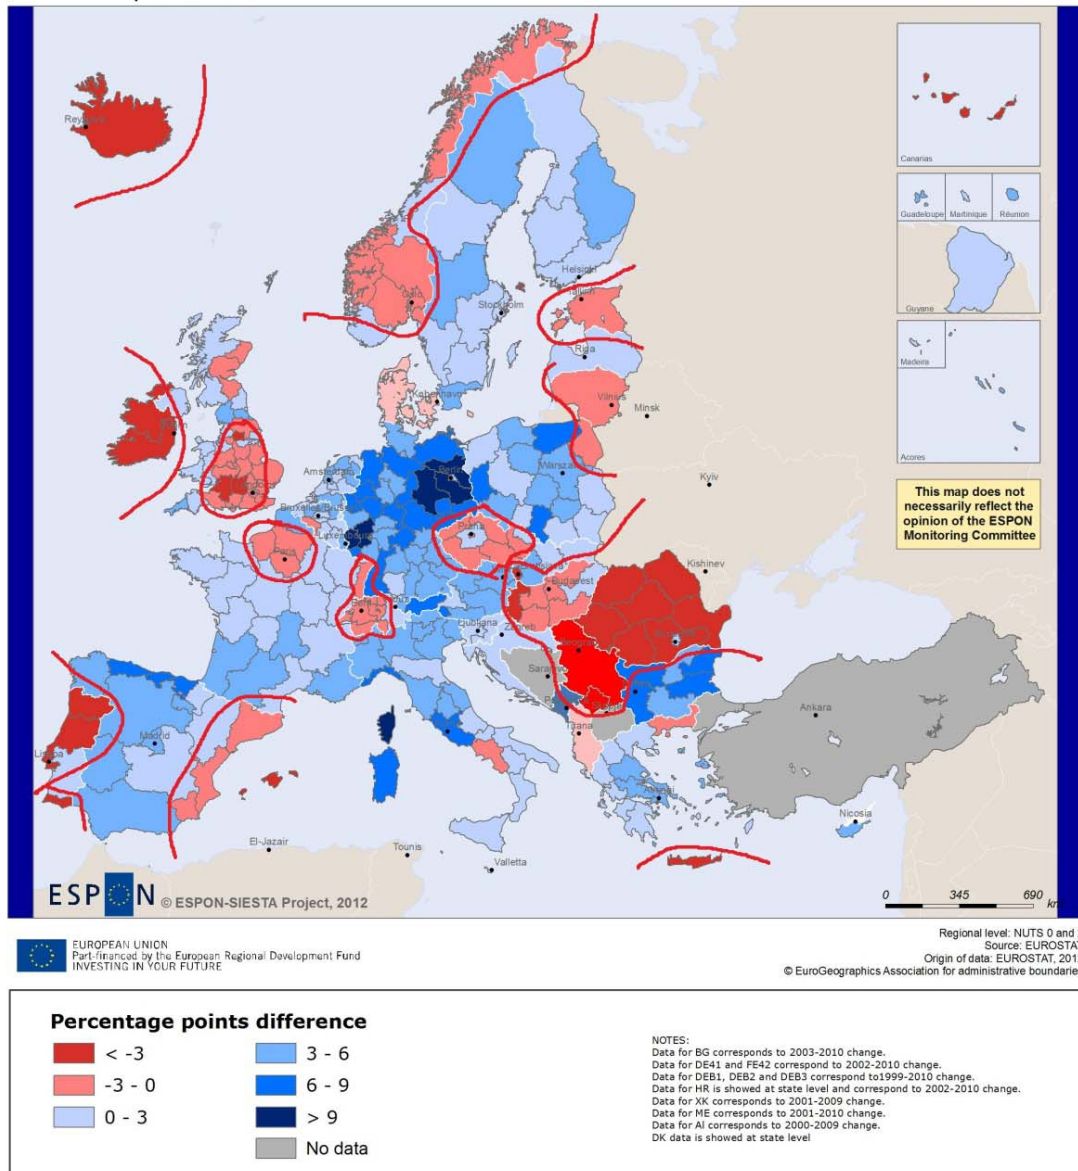 Reykjavik
Canarias
Guadeloupe
Martinique
Réunion
Helsinki
Oslo
Tallinn
Stockholm
Guyane
Riga
Madeira
København
Vilnius
Minsk
Acores
Amsterdam
Berlin
Warszawa
Kyiv
London
Bruxelles/Brussel
This map does not
necessarily reflect the
opinion of the ESPON
Monitoring Committee
Luxembourg
Praha
Paris
Kishinev
Bratislava
Budapest
Bern
Ljubljana
Zagreb
Beograd
Sarajevo
Ankara
Tirana
Madrid
Lisboa
Nicosia
El-Jazair
Tounis
Valletta
ESPON © ESPON-SIESTA Project, 2012
0 345 690
km
EUROPEAN UNION
Part-financed by the European Regional Development Fund
INVESTING IN YOUR FUTURE
Regional level: NUTS 0 and
Source: EUROSTAT
Origin of data: EUROSTAT, 201
© EuroGeographics Association for administrative boundarie
Percentage points difference
< -3
-3 - 0
0 - 3
3 - 6
6 - 9
> 9
No data
NOTES:
Data for BG corresponds to 2003-2010 change.
Data for DE41 and FE42 correspond to 2002-2010 change.
Data for DEB1, DEB2 and DEB3 correspond to1999-2010 change.
Data for HR is showed at state level and correspond to 2002-2010 change.
Data for XK corresponds to 2001-2009 change.
Data for ME corresponds to 2001-2010 change.
Data for Al corresponds to 2000-2009 change.
DK data is showed at state level